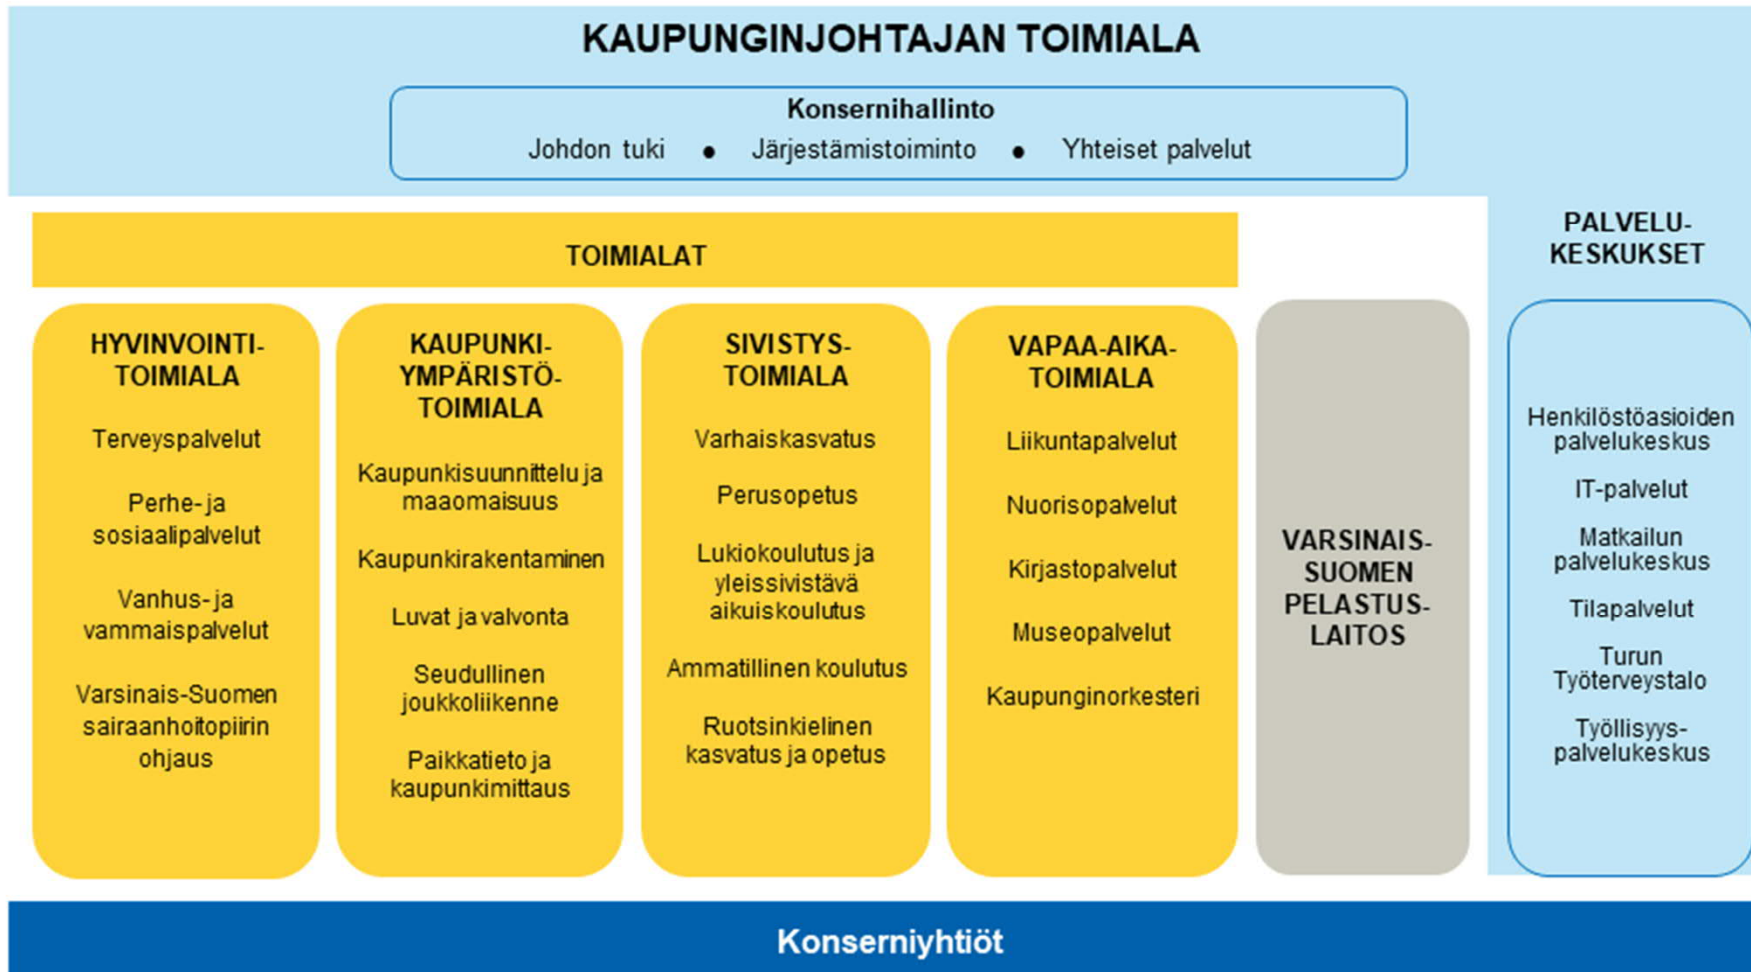 KAUPUNGINJOHTAJAN TOIMIALA
Konsernihallinto
Johdon tuki ● Järjestämistoiminto ● Yhteiset palvelut
TOIMIALAT
HYVINVOINTI-
TOIMIALA
Terveyspalvelut
Perhe- ja
sosiaalipalvelut
Vanhus- ja
vammaispalvelut
Varsinais-Suomen
sairaanhoitopiirin
ohjaus
KAUPUNKI-
YMPÄRISTÖ-
TOIMIALA
Kaupunkisuunnittelu ja
maaomaisuus
Kaupunkirakentaminen
Luvat ja valvonta
Seudullinen
joukkoliikenne
Paikkatieto ja
kaupunkimittaus
SIVISTYS-
TOIMIALA
Varhaiskasvatus
Perusopetus
Lukiokoulutus ja
yleissivistävä
aikuiskoulutus
Ammatillinen koulutus
Ruotsinkielinen
kasvatus ja opetus
VAPAA-AIKA-
TOIMIALA
Liikuntapalvelut
Nuorisopalvelut
Kirjastopalvelut
Museopalvelut
Kaupunginorkesteri
VARSINAIS-
SUOMEN
PELASTUS-
LAITOS
PALVELU-
KESKUKSET
Henkilöstöasioiden
palvelukeskus
IT-palvelut
Matkailun
palvelukeskus
Tilapalvelut
Turun
Työterveystalo
Työllisyys-
palvelukeskus
Konserniyhtiöt